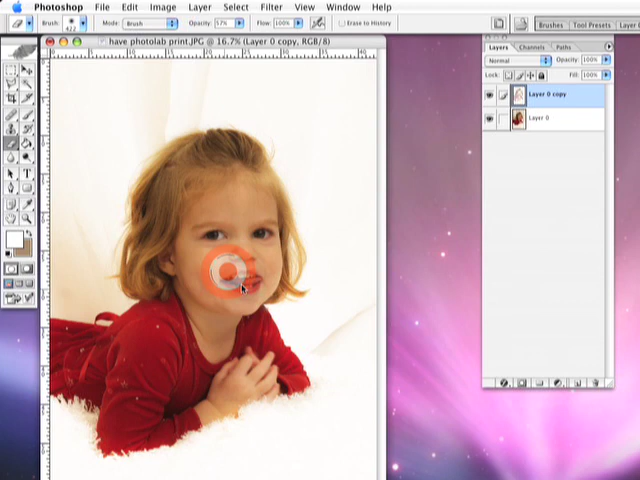 Photoshop File Edit Image Layer Select Filter View Window Help
Brush: 422 Mode: Brush Opacity: 57% Flow: 100% Erase to History
Brushes Tool Presets Layer
have photolab print.JPG @ 16.7% (Layer 0 copy, RGB/8)
Layers Channels Paths
Normal Opacity: 100%
Lock: Fill: 100%
Layer 0 copy
Layer 0